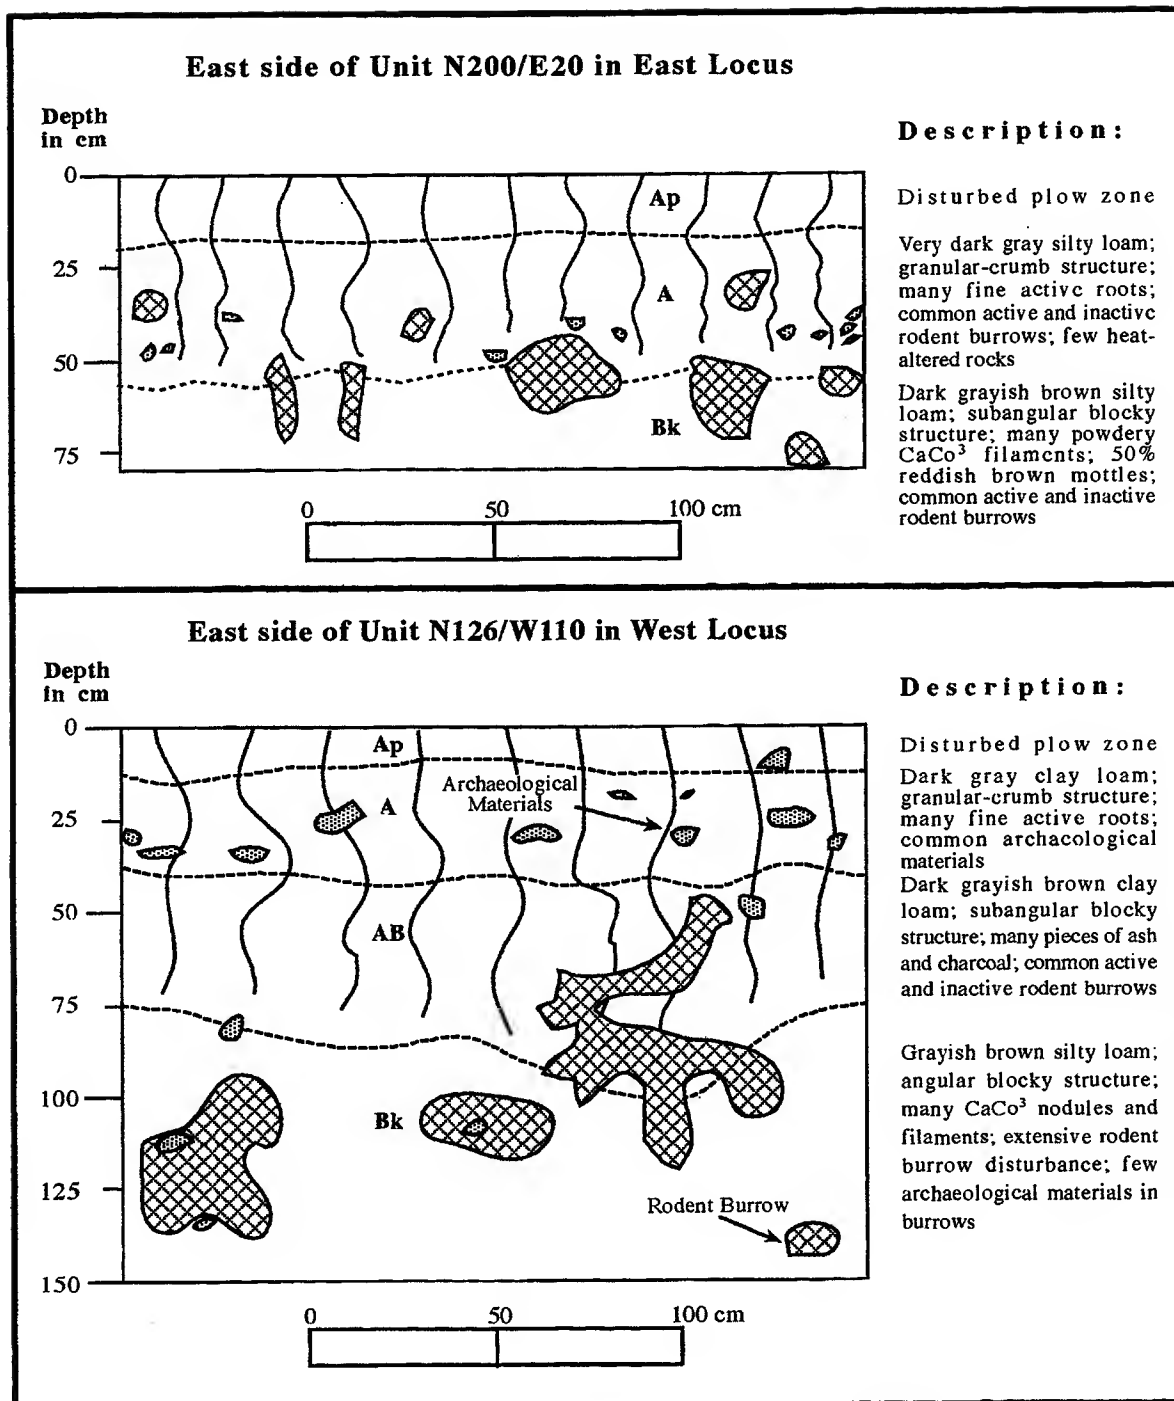 East side of Unit N200/E20 in East Locus
Depth
in cm
0
25
50
75
Ap
A
Bk
0 50 100 cm
Description:
Disturbed plow zone
Very dark gray silty loam;
granular-crumb structure;
many fine active roots;
common active and inactive
rodent burrows; few heat-
altered rocks
Dark grayish brown silty
loam; subangular blocky
structure; many powdery
CaCo³ filaments; 50%
reddish brown mottles;
common active and inactive
rodent burrows
East side of Unit N126/W110 in West Locus
Depth
in cm
0
25
50
75
100
125
150
Ap
A
Archaeological
Materials
AB
Bk
Rodent Burrow
0 50 100 cm
Description:
Disturbed plow zone
Dark gray clay loam;
granular-crumb structure;
many fine active roots;
common archaeological
materials
Dark grayish brown clay
loam; subangular blocky
structure; many pieces of ash
and charcoal; common active
and inactive rodent burrows
Grayish brown silty loam;
angular blocky structure;
many CaCo³ nodules and
filaments; extensive rodent
burrow disturbance; few
archaeological materials in
burrows